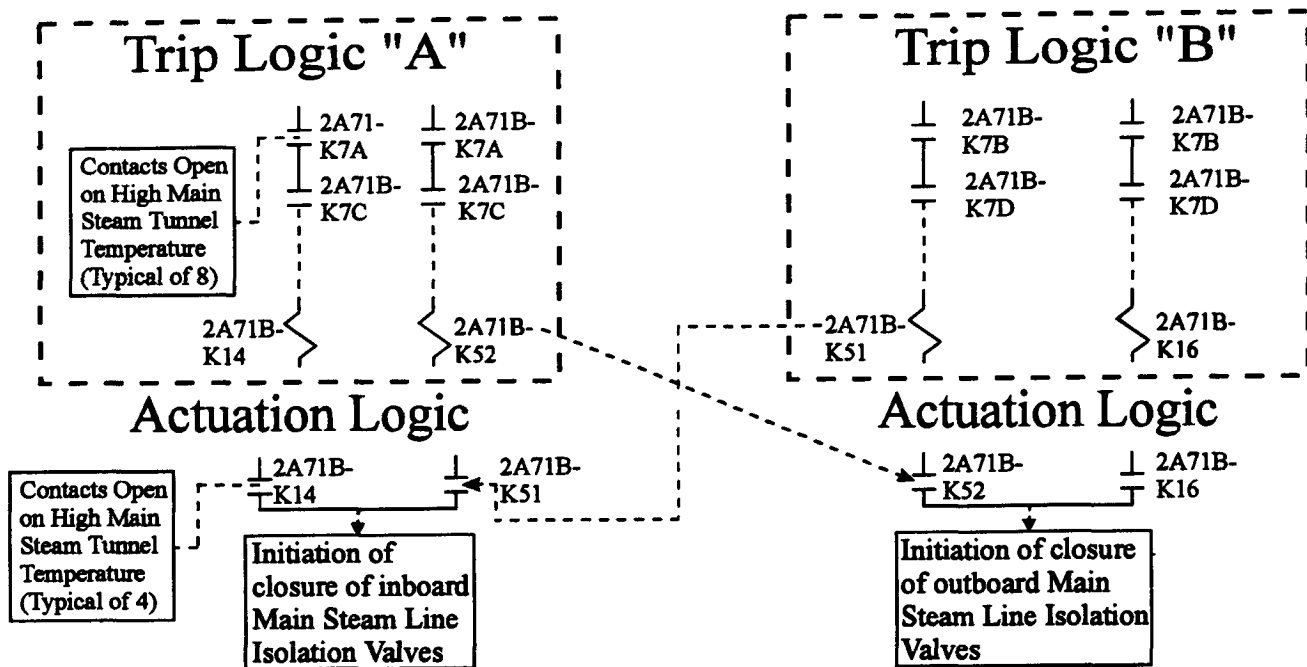 Trip Logic "A"
2A71-
K7A
2A71B-
K7A
2A71B-
K7C
2A71B-
K7C
Contacts Open
on High Main
Steam Tunnel
Temperature
(Typical of 8)
2A71B-
K14
2A71B-
K52
Trip Logic "B"
2A71B-
K7B
2A71B-
K7B
2A71B-
K7D
2A71B-
K7D
2A71B-
K51
2A71B-
K16
Actuation Logic
2A71B-
K14
2A71B-
K51
Contacts Open
on High Main
Steam Tunnel
Temperature
(Typical of 4)
Initiation of
closure of inboard
Main Steam Line
Isolation Valves
Actuation Logic
2A71B-
K52
2A71B-
K16
Initiation of closure
of outboard Main
Steam Line Isolation
Valves